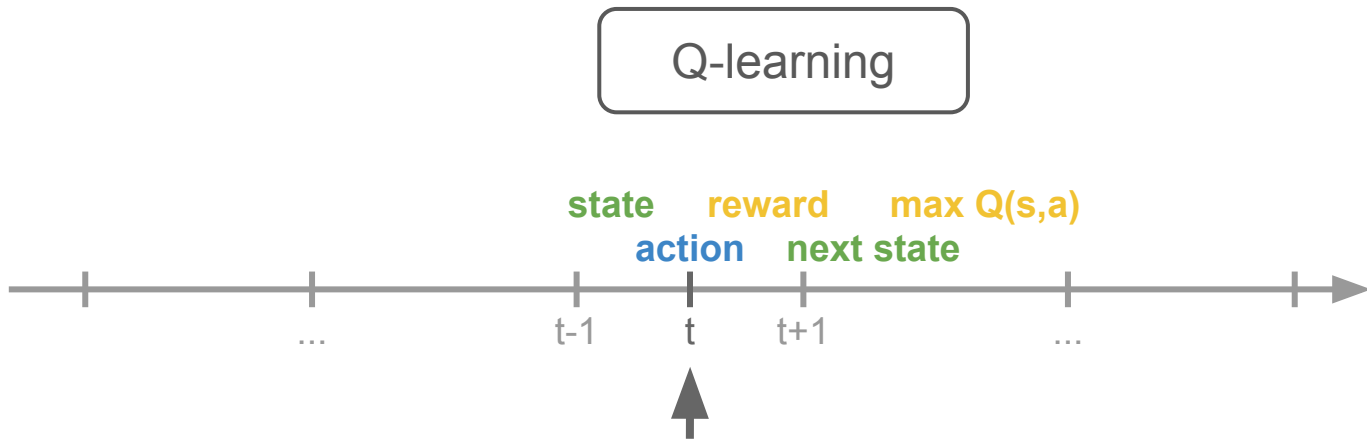 Q-learning
state reward max Q(s,a)
action next state
... t-1 t t+1 ...